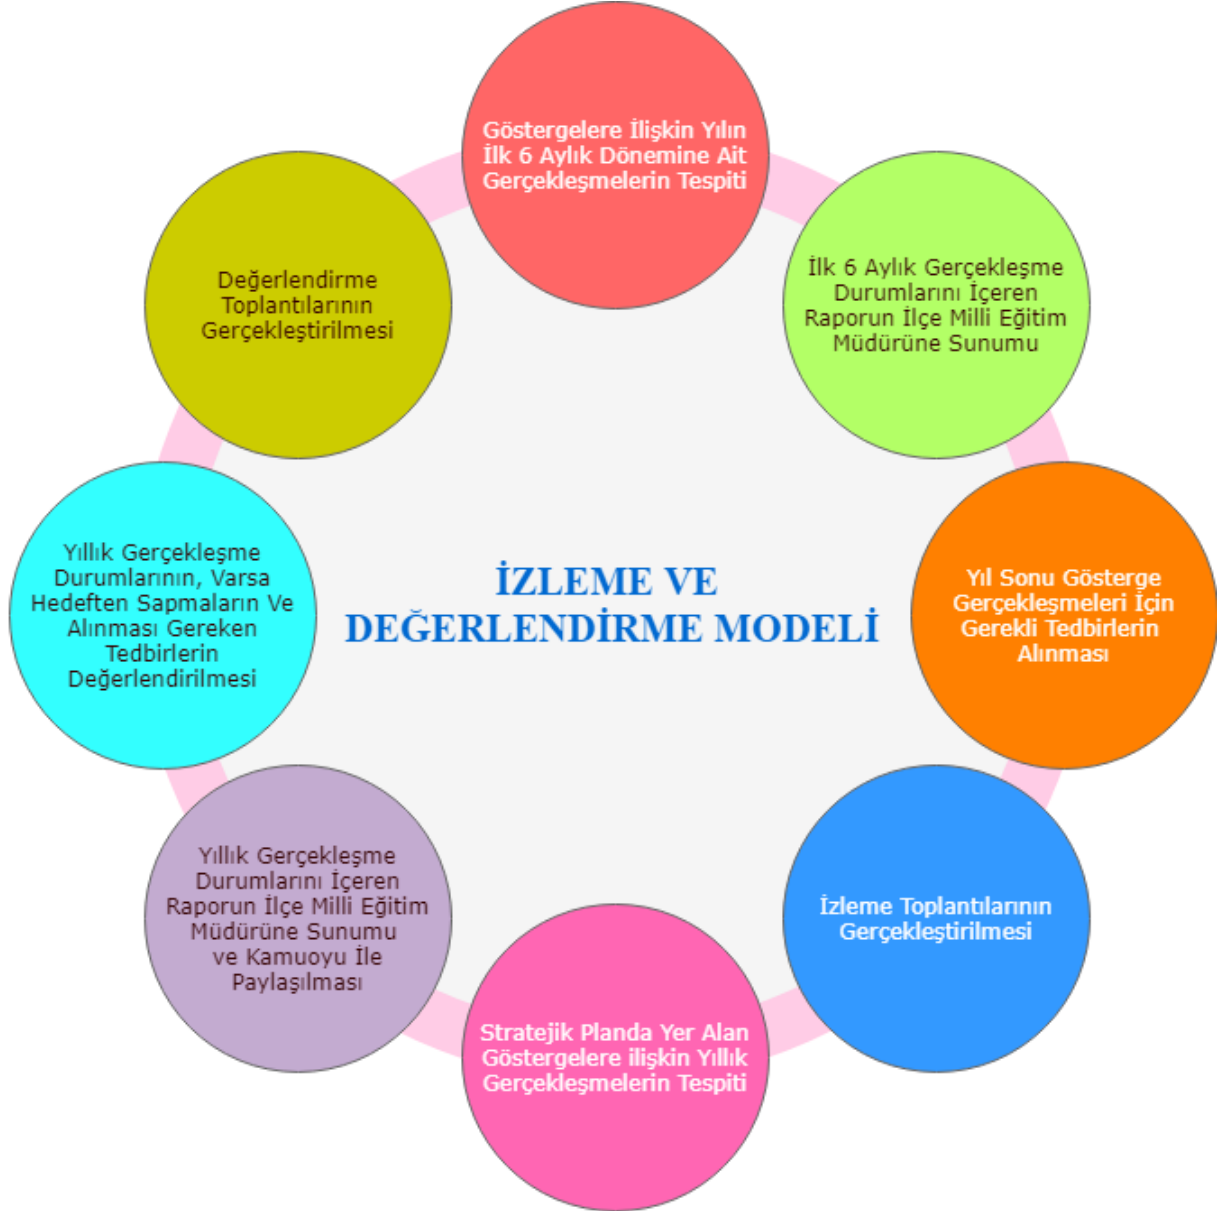 Göstergelere İlişkin Yılın
İlk 6 Aylık Dönemine Ait
Gerçekleşmelerin Tespiti
İlk 6 Aylık Gerçekleşme
Durumlarını İçeren
Raporun İlçe Milli Eğitim
Müdürüne Sunumu
Yıl Sonu Gösterge
Gerçekleşmeleri İçin
Gerekli Tedbirlerin
Alınması
İzleme Toplantılarının
Gerçekleştirilmesi
Stratejik Planda Yer Alan
Göstergelere ilişkin Yıllık
Gerçekleşmelerin Tespiti
Yıllık Gerçekleşme
Durumlarını İçeren
Raporun İlçe Milli Eğitim
Müdürüne Sunumu
ve Kamuoyu İle
Paylaşılması
Yıllık Gerçekleşme
Durumlarının, Varsa
Hedeften Sapmaların Ve
Alınması Gereken
Tedbirlerin
Değerlendirilmesi
Değerlendirme
Toplantılarının
Gerçekleştirilmesi
İZLEME VE
DEĞERLENDİRME MODELİ